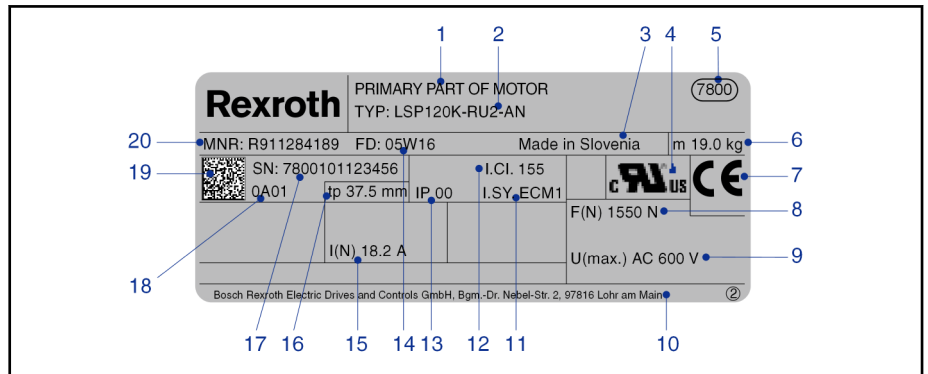 1 2 3 4 5
Rexroth
PRIMARY PART OF MOTOR
7800
TYP: LSP120K-RU2-AN
20 MNR: R911284189 FD: 05W16 Made in Slovenia m 19.0 kg 6
19 SN: 7800101123456 I.CI. 155 c RU US CE 7
0A01 tp 37.5 mm IP 00 I.SY. ECM1
F(N) 1550 N 8
I(N) 18.2 A
U(max.) AC 600 V 9
18
Bosch Rexroth Electric Drives and Controls GmbH, Bgm.-Dr. Nebel-Str. 2, 97816 Lohr am Main 2
17 16 15 14 13 12 11 10